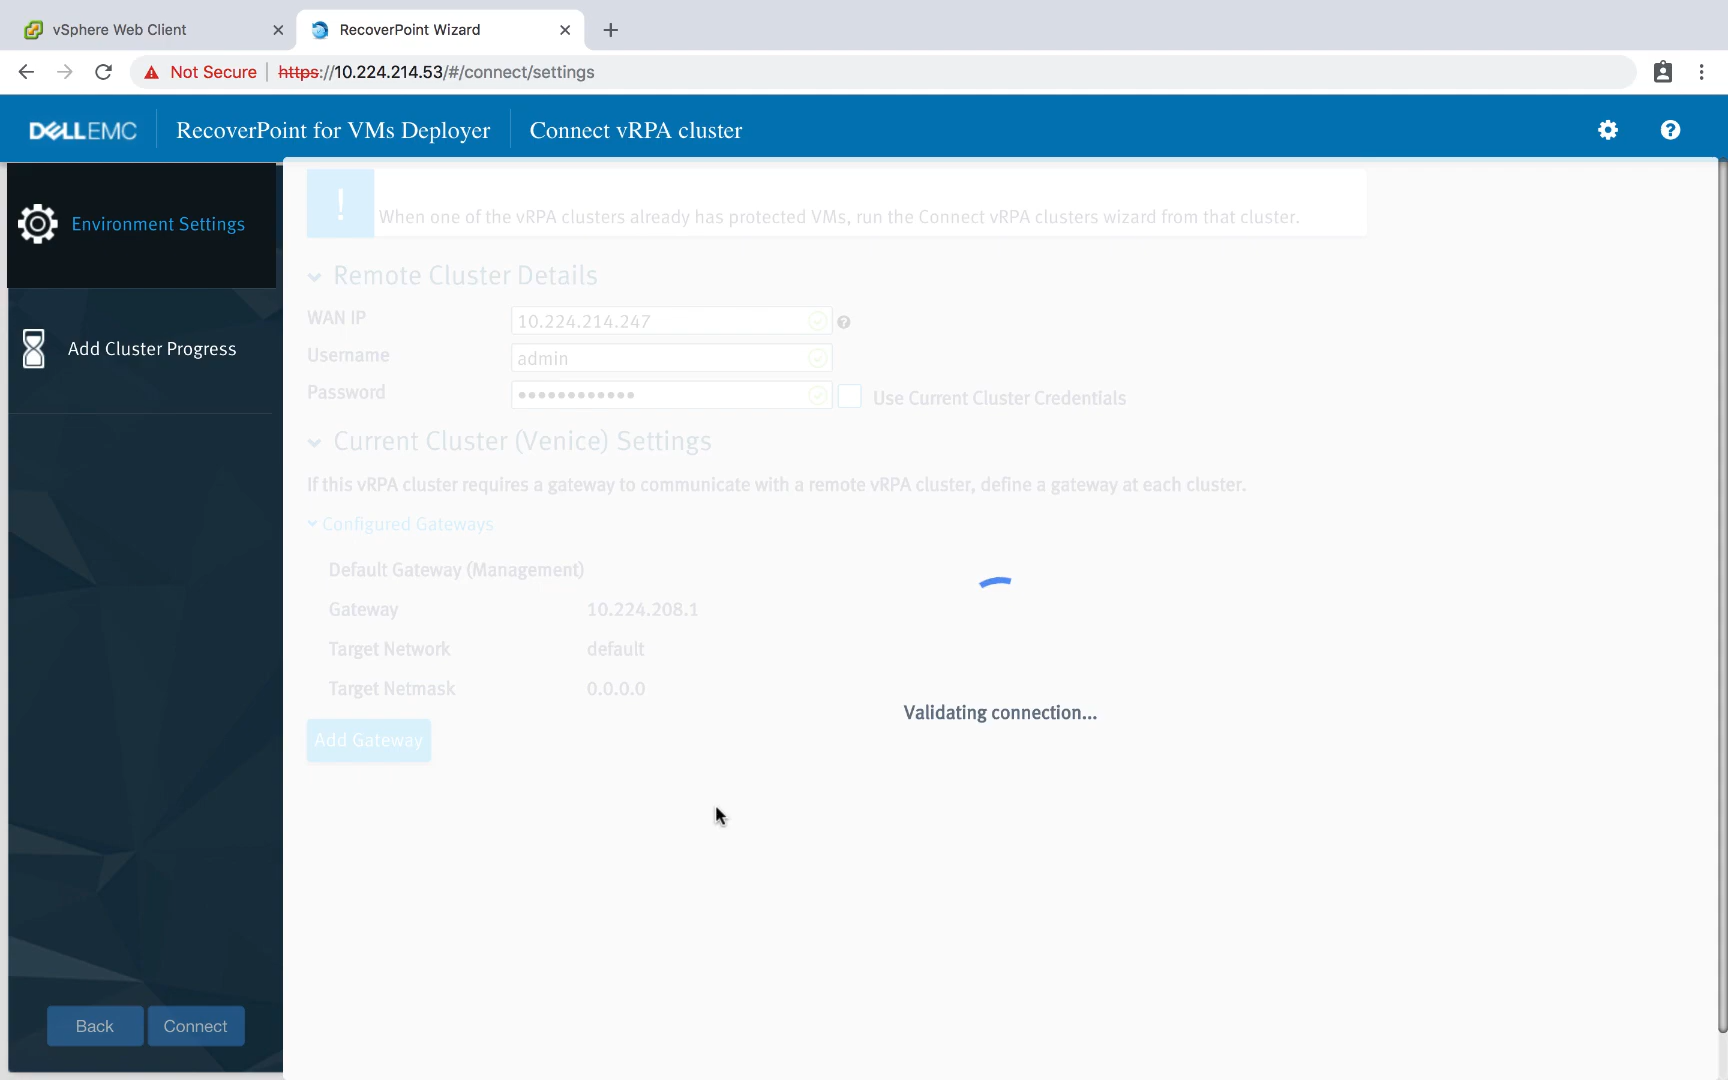 vSphere Web Client
RecoverPoint Wizard
Not Secure | https://10.224.214.53/#/connect/settings
DELLEMC
RecoverPoint for VMs Deployer
Connect vRPA cluster
Environment Settings
Add Cluster Progress
!
When one of the vRPA clusters already has protected VMs, run the Connect vRPA clusters wizard from that cluster.
Remote Cluster Details
WAN IP 10.224.214.247
Username admin
Password ••••••••••••
Use Current Cluster Credentials
Current Cluster (Venice) Settings
If this vRPA cluster requires a gateway to communicate with a remote vRPA cluster, define a gateway at each cluster.
Configured Gateways
Default Gateway (Management)
Gateway 10.224.208.1
Target Network default
Target Netmask 0.0.0.0
Validating connection...
Add Gateway
Back
Connect